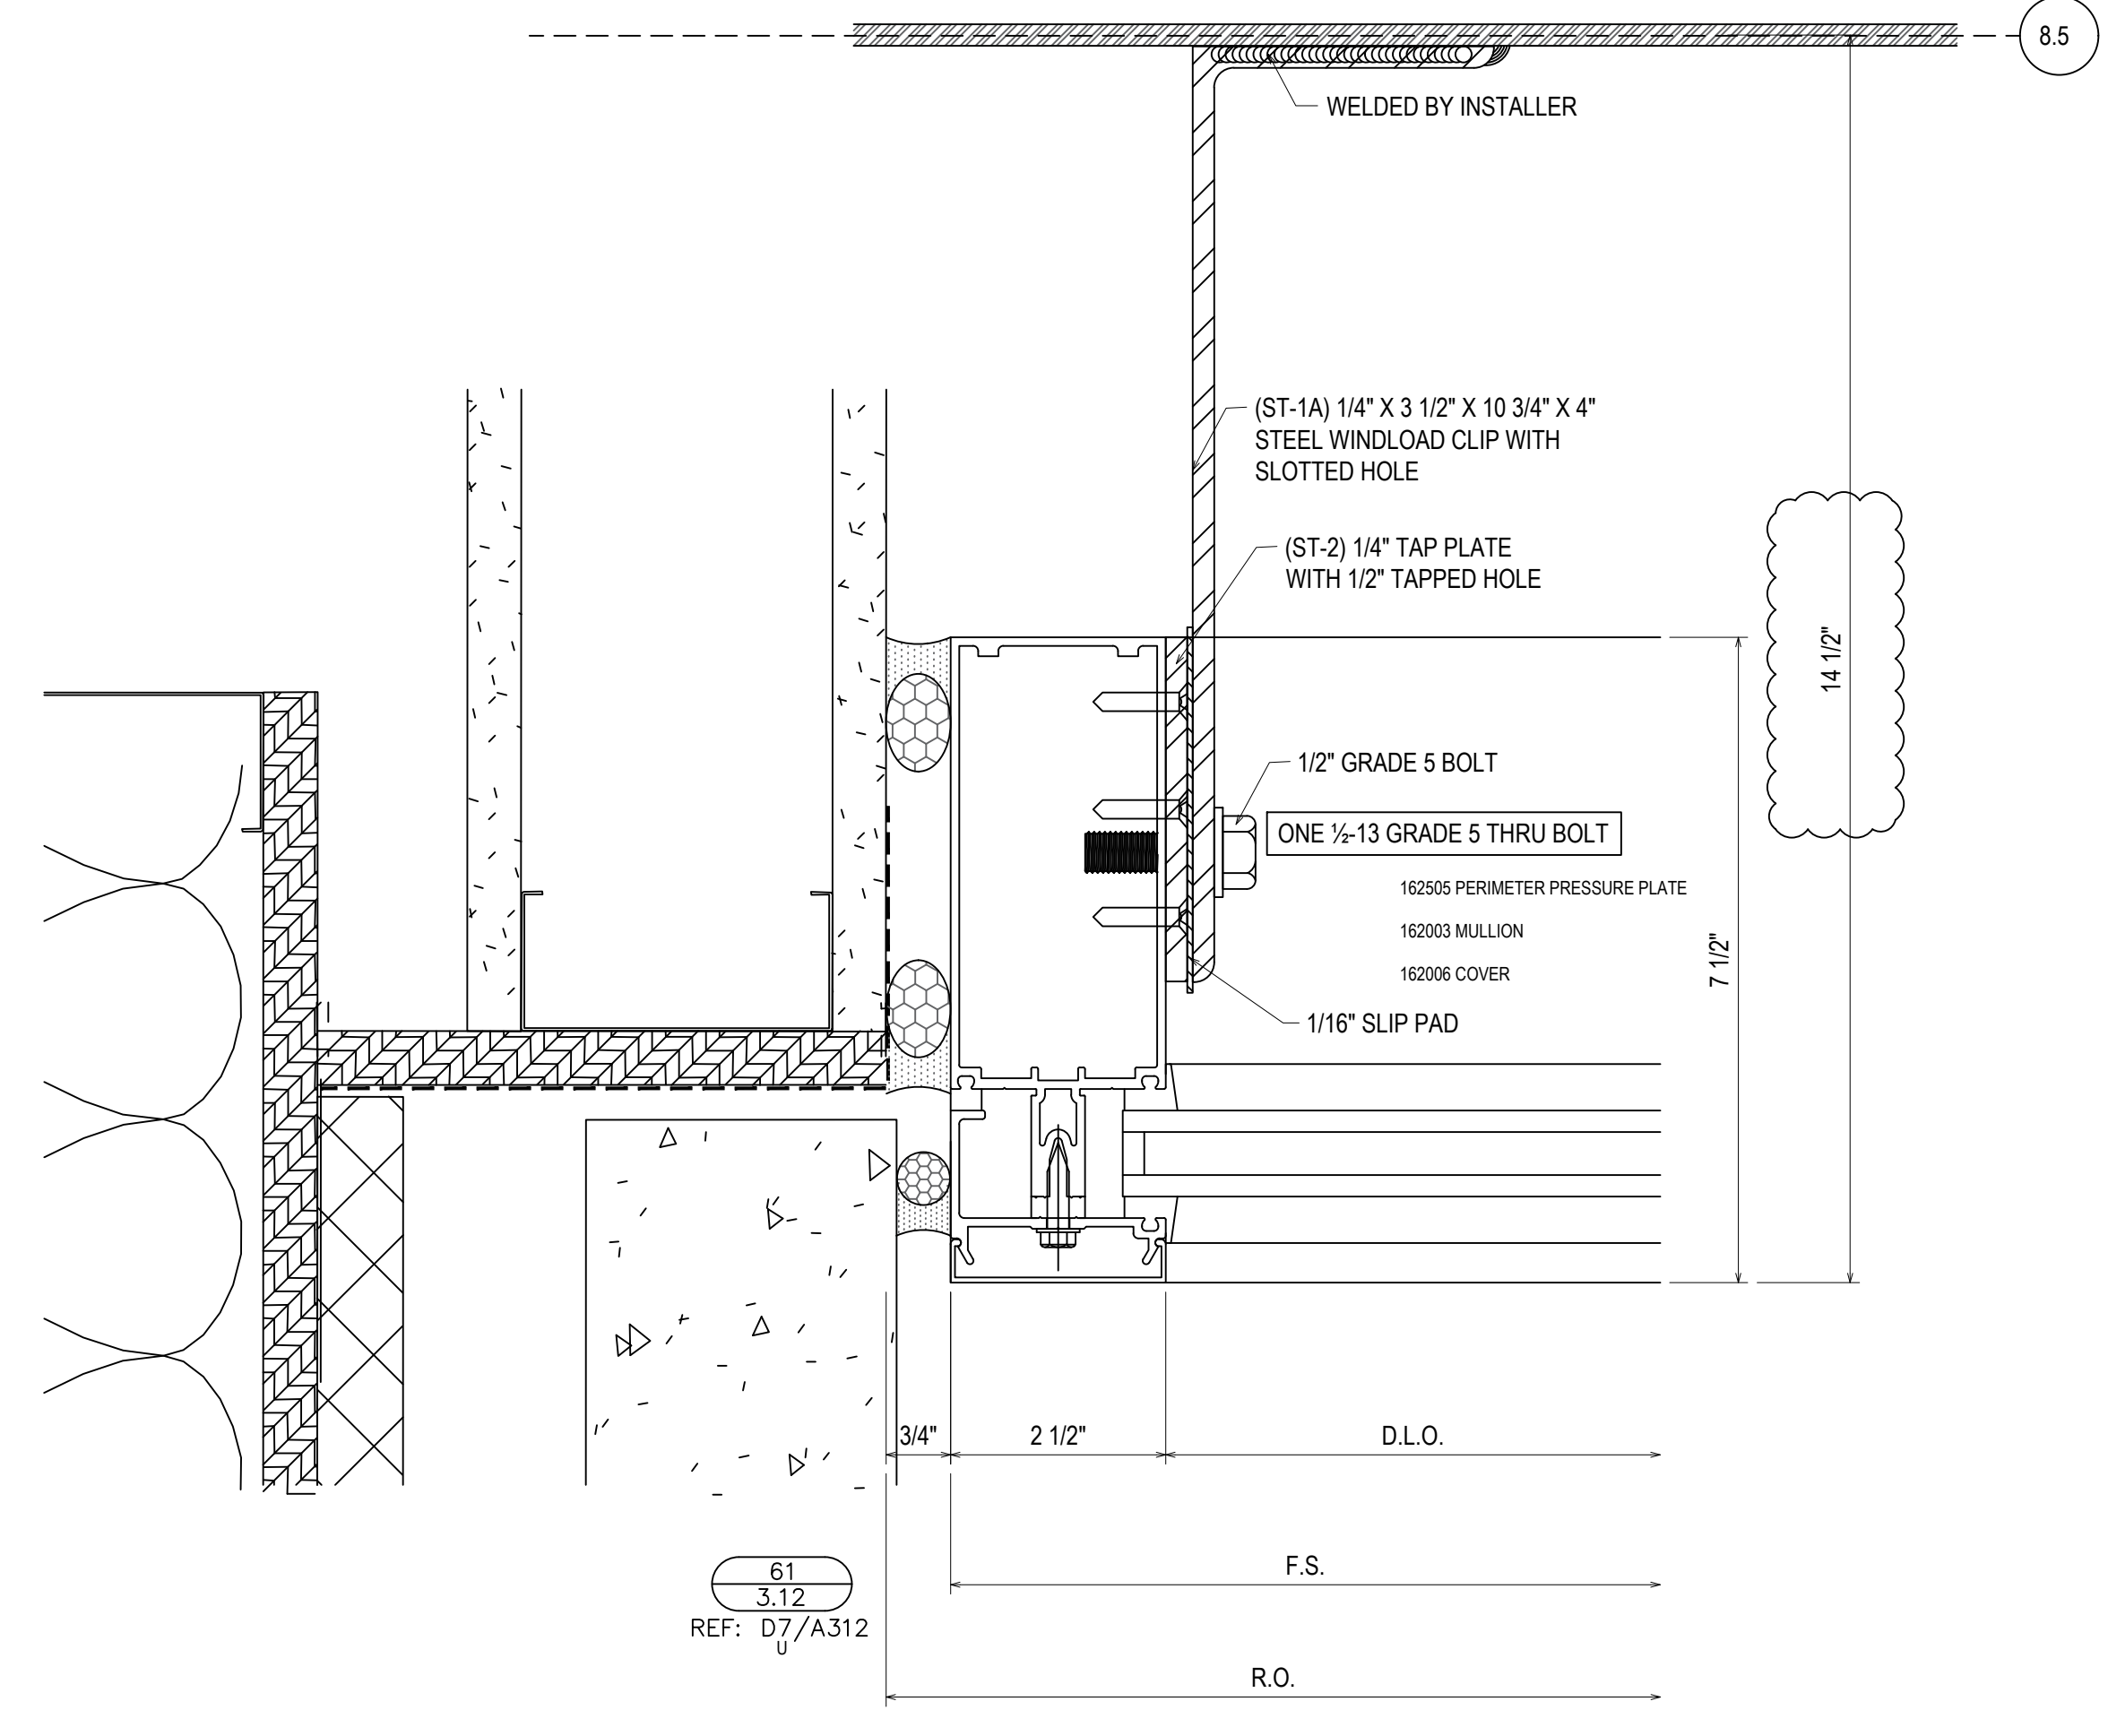 8.5
WELDED BY INSTALLER
(ST-1A) 1/4" X 3 1/2" X 10 3/4" X 4"
STEEL WINDLOAD CLIP WITH
SLOTTED HOLE
(ST-2) 1/4" TAP PLATE
WITH 1/2" TAPPED HOLE
14 1/2"
1/2" GRADE 5 BOLT
ONE ½-13 GRADE 5 THRU BOLT
162505 PERIMETER PRESSURE PLATE
162003 MULLION
162006 COVER
7 1/2"
1/16" SLIP PAD
3/4"
2 1/2"
D.L.O.
F.S.
61
3.12
REF: D7/A312
U
R.O.